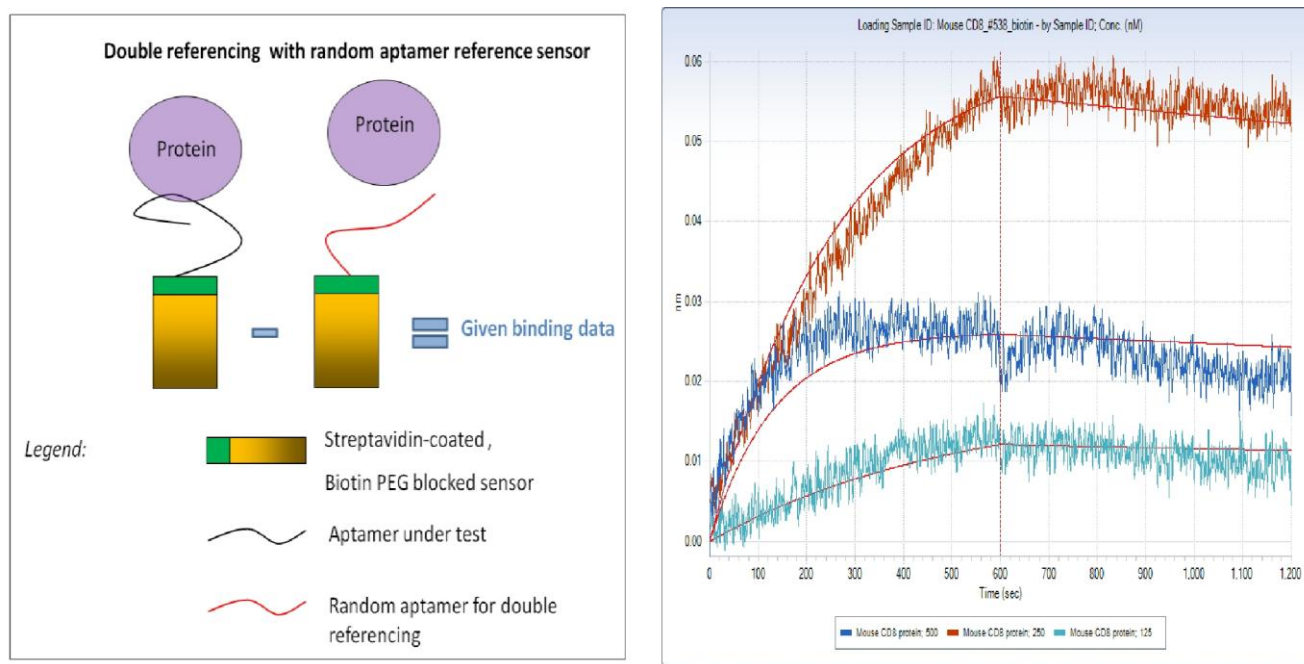 Double referencing with random aptamer reference sensor
Protein
Protein
Given binding data
Legend:
Streptavidin-coated ,
Biotin PEG blocked sensor
Aptamer under test
Random aptamer for double
referencing
Loading Sample ID: Mouse CD8_#538_biotin - by Sample ID; Conc. (nM)
0.06
0.05
0.04
0.03
0.02
0.01
0.00
nm
0 100 200 300 400 500 600 700 800 900 1.000 1.100 1.200
Time (sec)
Mouse CD8 protein; 500 Mouse CD8 protein; 250 Mouse CD8 protein; 125